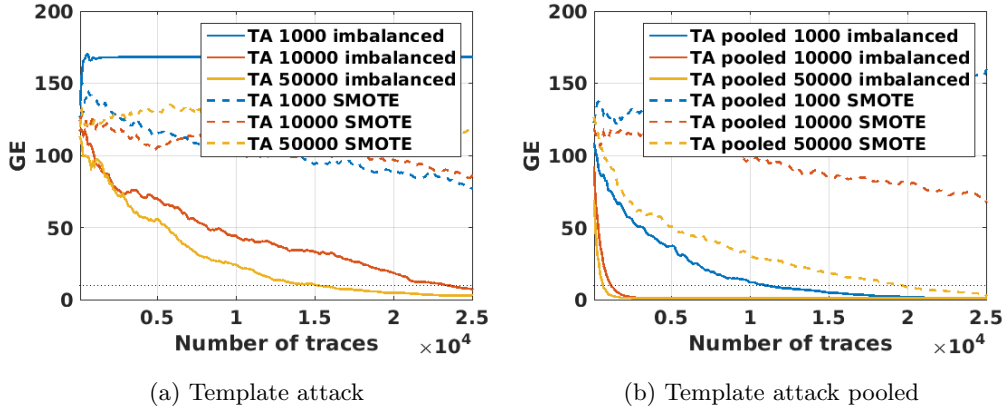 200
150
100
50
0
GE
TA 1000 imbalanced
TA 10000 imbalanced
TA 50000 imbalanced
TA 1000 SMOTE
TA 10000 SMOTE
TA 50000 SMOTE
0.5 1 1.5 2 2.5
Number of traces
×10^4
(a) Template attack
200
150
100
50
0
GE
TA pooled 1000 imbalanced
TA pooled 10000 imbalanced
TA pooled 50000 imbalanced
TA pooled 1000 SMOTE
TA pooled 10000 SMOTE
TA pooled 50000 SMOTE
0.5 1 1.5 2 2.5
Number of traces
×10^4
(b) Template attack pooled